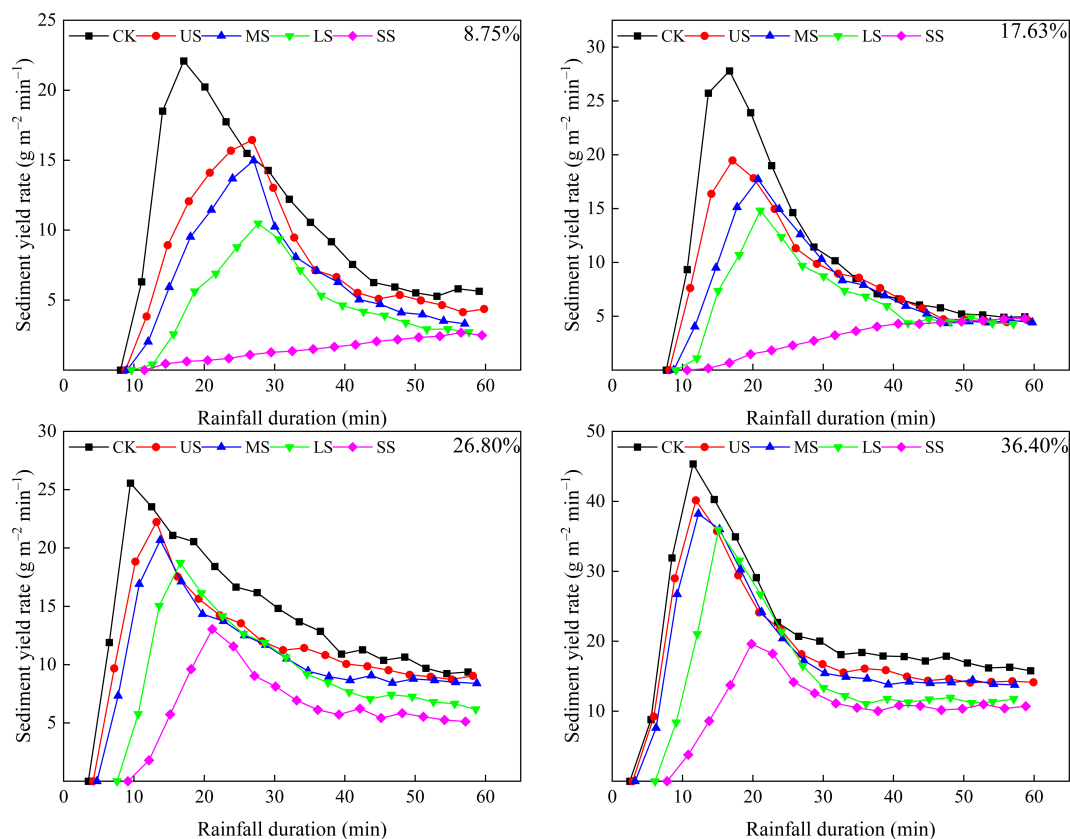 25
20
15
10
5
CK US MS LS SS
8.75%
Sediment yield rate (g m⁻² min⁻¹)
0 10 20 30 40 50 60
Rainfall duration (min)
30
25
20
15
10
5
0
CK US MS LS SS
17.63%
Sediment yield rate (g m⁻² min⁻¹)
0 10 20 30 40 50 60
Rainfall duration (min)
30
25
20
15
10
5
CK US MS LS SS
26.80%
Sediment yield rate (g m⁻² min⁻¹)
0 10 20 30 40 50 60
Rainfall duration (min)
50
40
30
20
10
CK US MS LS SS
36.40%
Sediment yield rate (g m⁻² min⁻¹)
0 10 20 30 40 50 60
Rainfall duration (min)